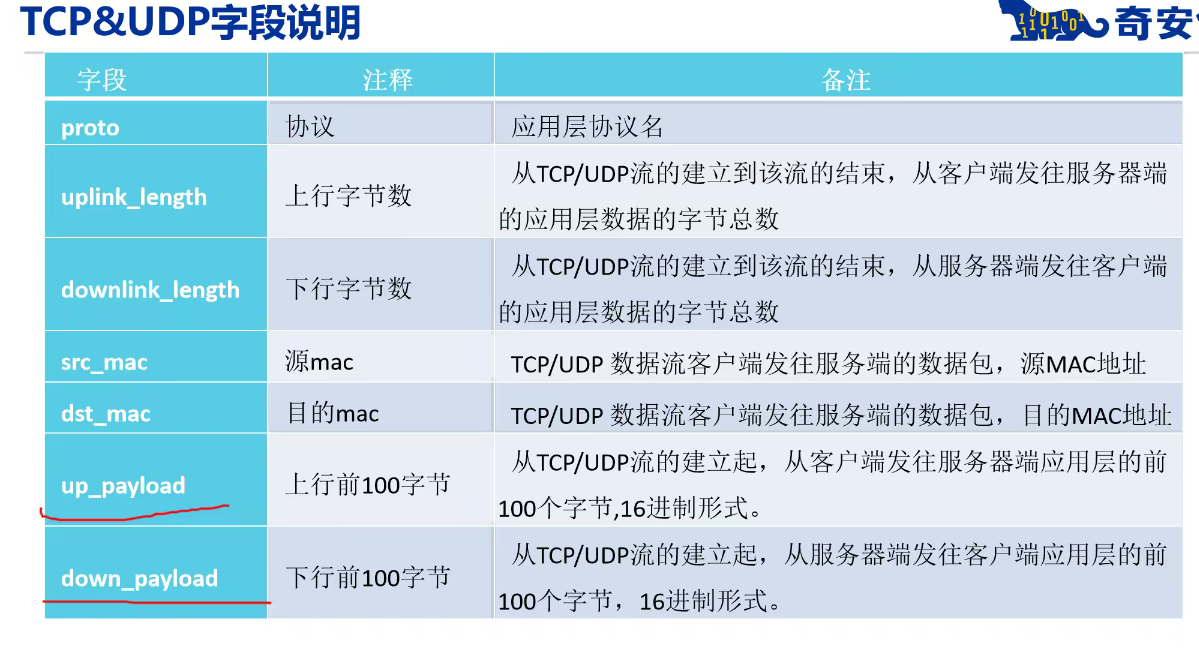 TCP&UDP字段说明
奇安
字段 注释 备注
proto 协议 应用层协议名
uplink_length 上行字节数 从TCP/UDP流的建立到该流的结束，从客户端发往服务器端
的应用层数据的字节总数
downlink_length 下行字节数 从TCP/UDP流的建立到该流的结束，从服务器端发往客户端
的应用层数据的字节总数
src_mac 源mac TCP/UDP 数据流客户端发往服务端的数据包，源MAC地址
dst_mac 目的mac TCP/UDP 数据流客户端发往服务端的数据包，目的MAC地址
up_payload 上行前100字节 从TCP/UDP流的建立起，从客户端发往服务器端应用层的前
100个字节,16进制形式。
down_payload 下行前100字节 从TCP/UDP流的建立起，从服务器端发往客户端应用层的前
100个字节，16进制形式。